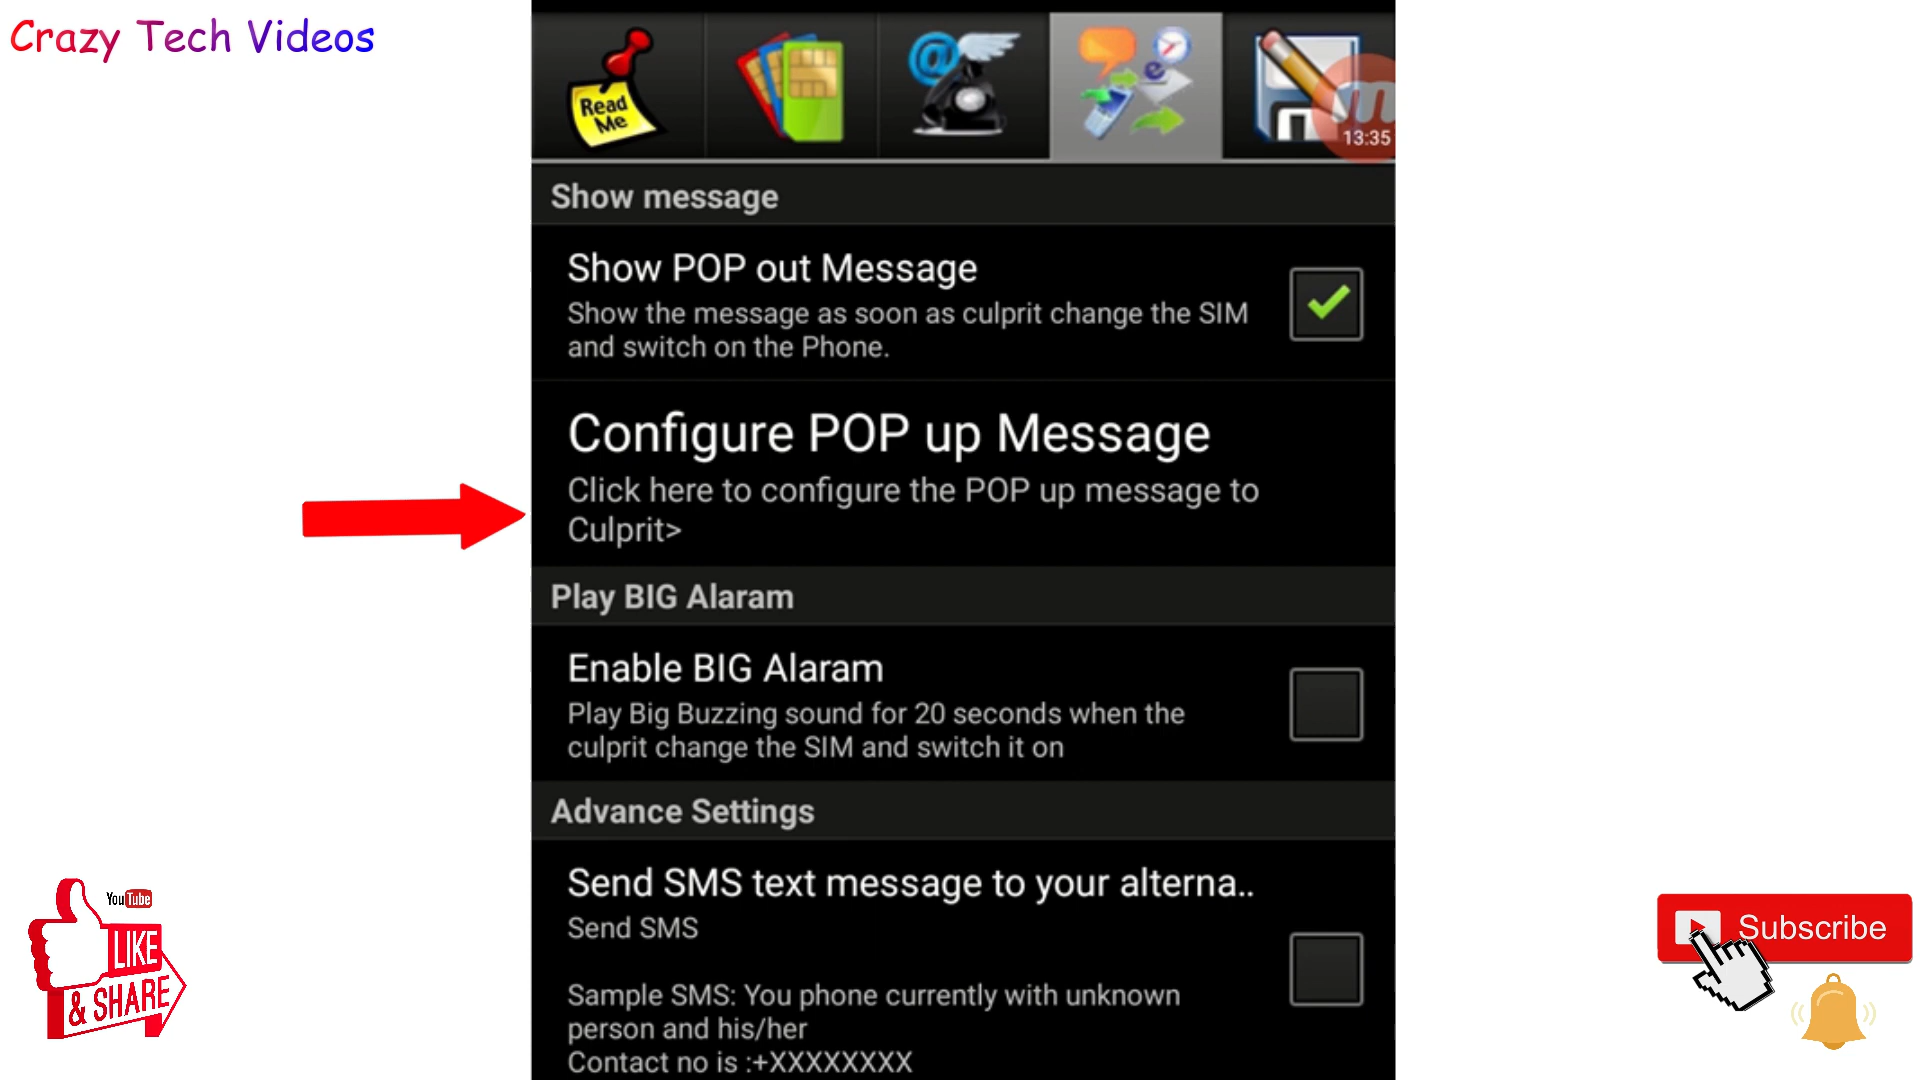 Crazy Tech Videos
Read
Me
13:35
Show message
Show POP out Message
Show the message as soon as culprit change the SIM
and switch on the Phone.
Configure POP up Message
Click here to configure the POP up message to
Culprit>
Play BIG Alaram
Enable BIG Alaram
Play Big Buzzing sound for 20 seconds when the
culprit change the SIM and switch it on
Advance Settings
Send SMS text message to your alterna..
Send SMS
Sample SMS: You phone currently with unknown
person and his/her
Contact no is :+XXXXXXXX
YouTube
LIKE
& SHARE
Subscribe